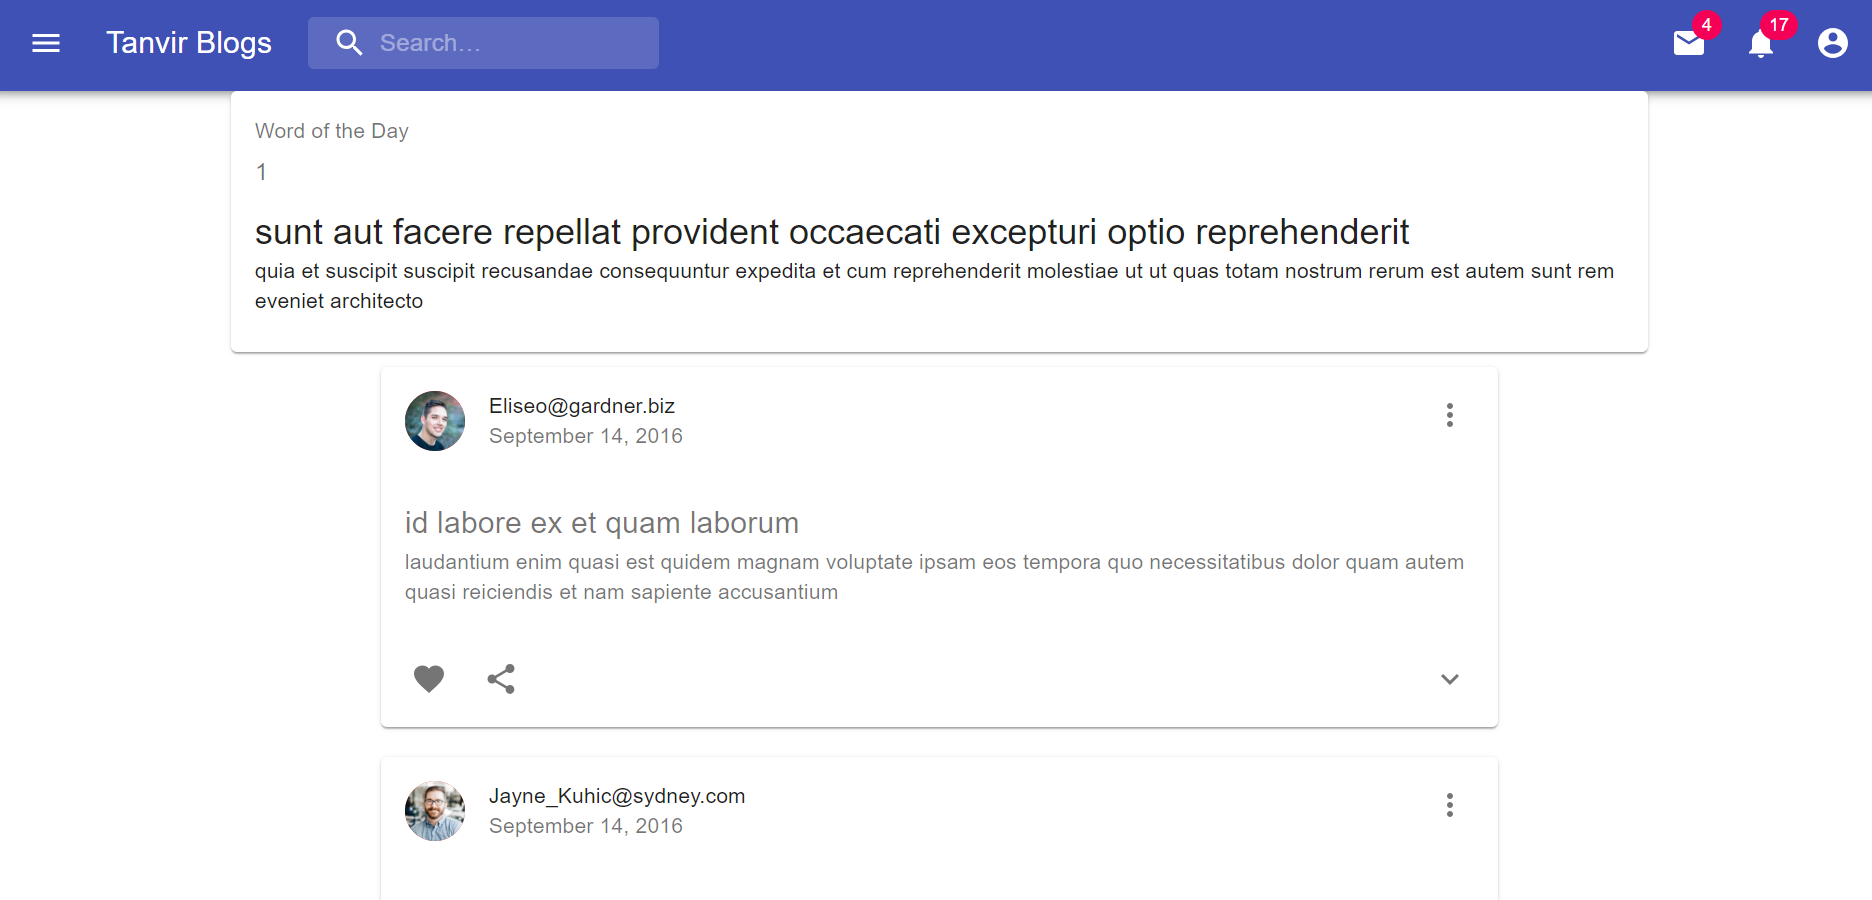 Tanvir Blogs
Search…
4
17
Word of the Day
1
sunt aut facere repellat provident occaecati excepturi optio reprehenderit
quia et suscipit suscipit recusandae consequuntur expedita et cum reprehenderit molestiae ut ut quas totam nostrum rerum est autem sunt rem
eveniet architecto
Eliseo@gardner.biz
September 14, 2016
id labore ex et quam laborum
laudantium enim quasi est quidem magnam voluptate ipsam eos tempora quo necessitatibus dolor quam autem
quasi reiciendis et nam sapiente accusantium
Jayne_Kuhic@sydney.com
September 14, 2016